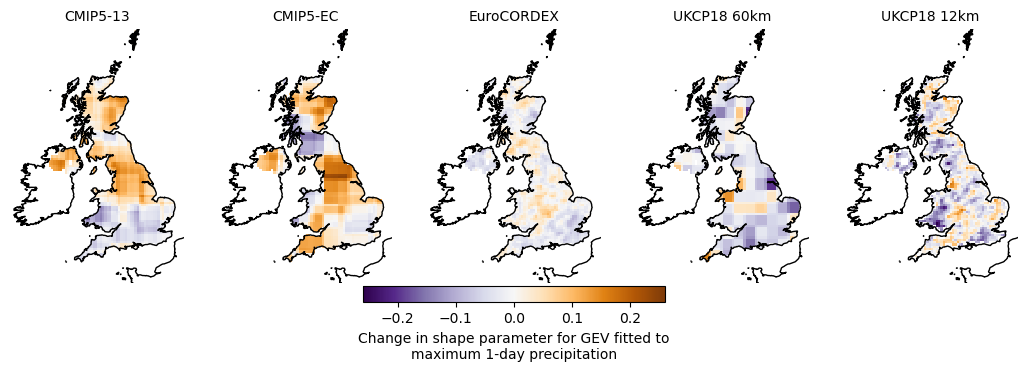 CMIP5-13
CMIP5-EC
EuroCORDEX
UKCP18 60km
UKCP18 12km
−0.2
−0.1
0.0
0.1
0.2
Change in shape parameter for GEV fitted to
maximum 1-day precipitation